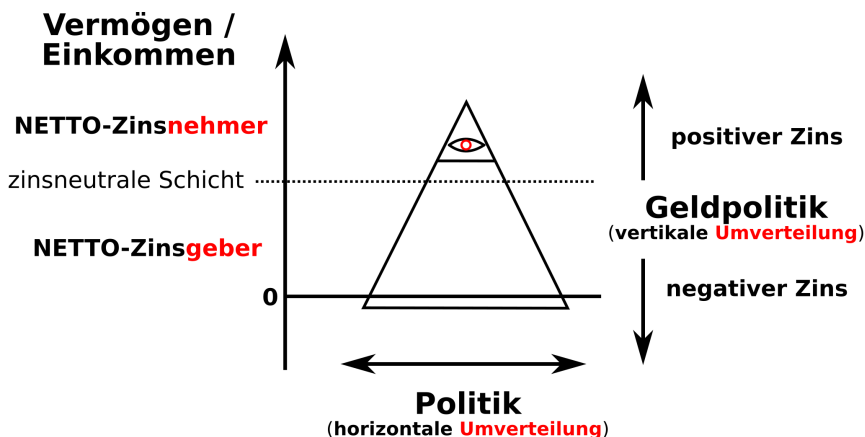 Vermögen /
Einkommen
NETTO-Zinsnehmer
zinsneutrale Schicht
NETTO-Zinsgeber
0
positiver Zins
Geldpolitik
(vertikale Umverteilung)
negativer Zins
Politik
(horizontale Umverteilung)